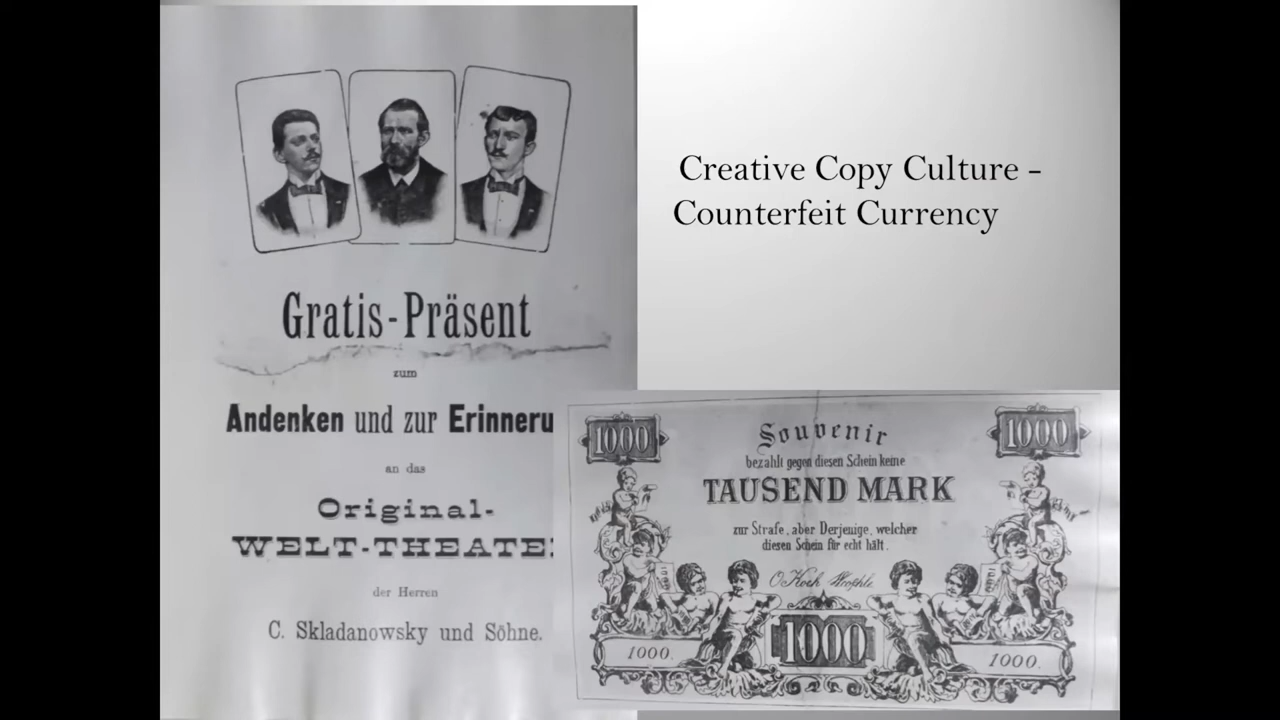 Creative Copy Culture -
Counterfeit Currency
Gratis-Präsent
zum
Andenken und zur Erinneru
an das
Original-
WELT-THEATE
der Herren
C. Skladanowsky und Söhne.
1000
1000
Souvenir
bezahlt gegen diesen Schein keine
TAUSEND MARK
zur Strafe, aber Derjenige, welcher
diesen Schein für echt hält.
O Koch
1000.
1000
1000.